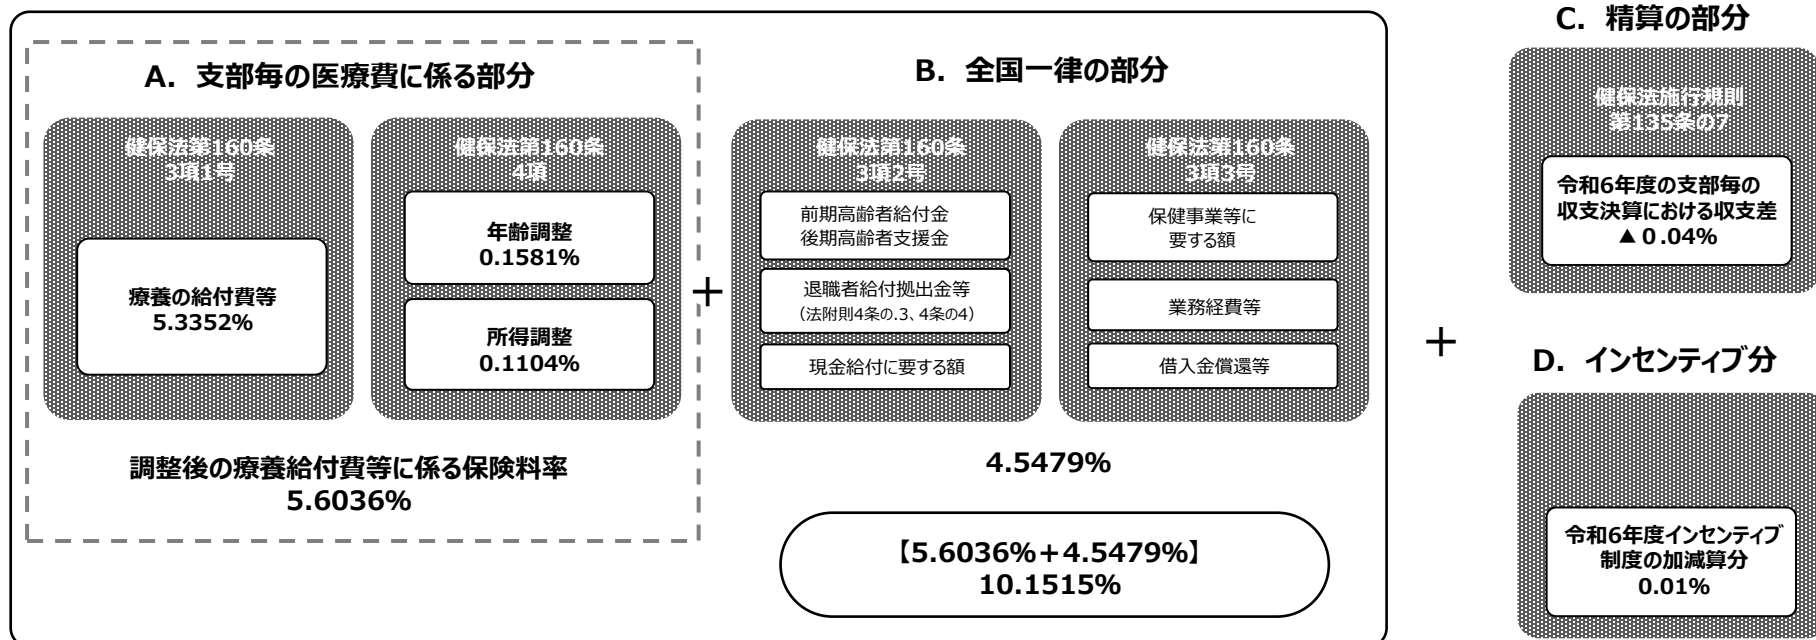 A. 支部毎の医療費に係る部分
健保法第160条
3項1号
療養の給付費等
5.3352%
健保法第160条
4項
年齢調整
0.1581%
所得調整
0.1104%
調整後の療養給付費等に係る保険料率
5.6036%
＋
B. 全国一律の部分
健保法第160条
3項2号
前期高齢者給付金
後期高齢者支援金
退職者給付拠出金等
（法附則4条の.3、4条の4）
現金給付に要する額
健保法第160条
3項3号
保健事業等に
要する額
業務経費等
借入金償還等
4.5479%
【5.6036%＋4.5479%】
10.1515%
＋
C. 精算の部分
健保法施行規則
第135条の7
令和6年度の支部毎の
収支決算における収支差
▲０.04%
D. インセンティブ分
令和6年度インセンティブ
制度の加減算分
0.01%